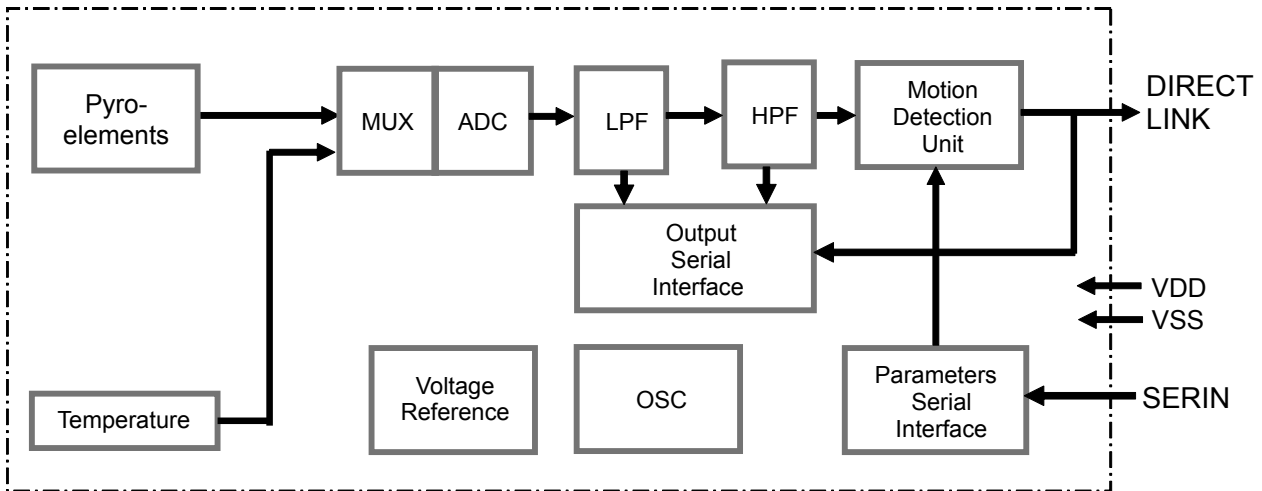 Pyro-
elements
MUX
ADC
LPF
HPF
Motion
Detection
Unit
DIRECT
LINK
Output
Serial
Interface
VDD
VSS
Temperature
Voltage
Reference
OSC
Parameters
Serial
Interface
SERIN